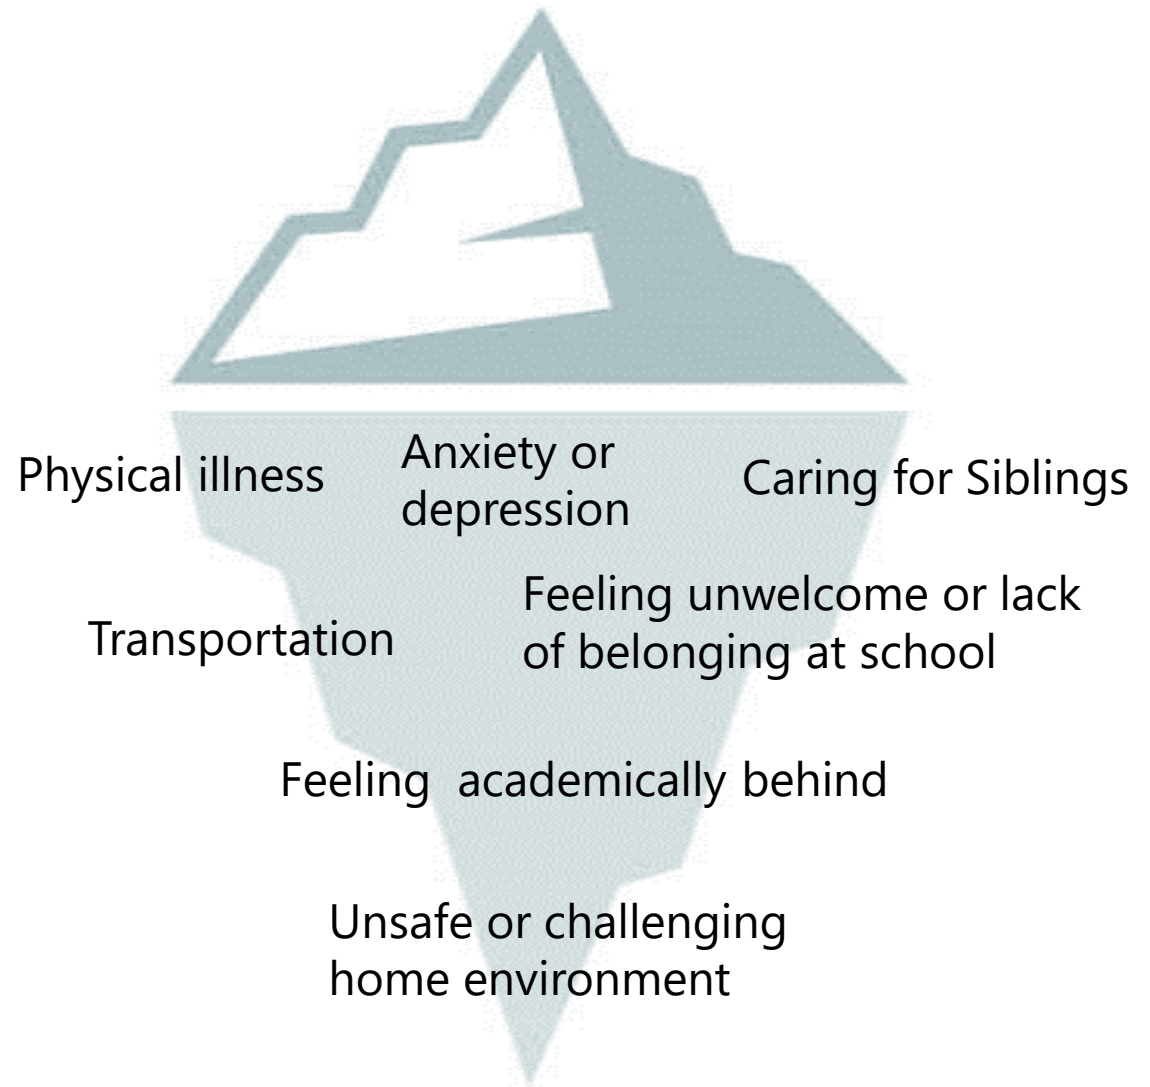 Physical illness
Anxiety or
depression
Caring for Siblings
Transportation
Feeling unwelcome or lack
of belonging at school
Feeling  academically behind
Unsafe or challenging
home environment